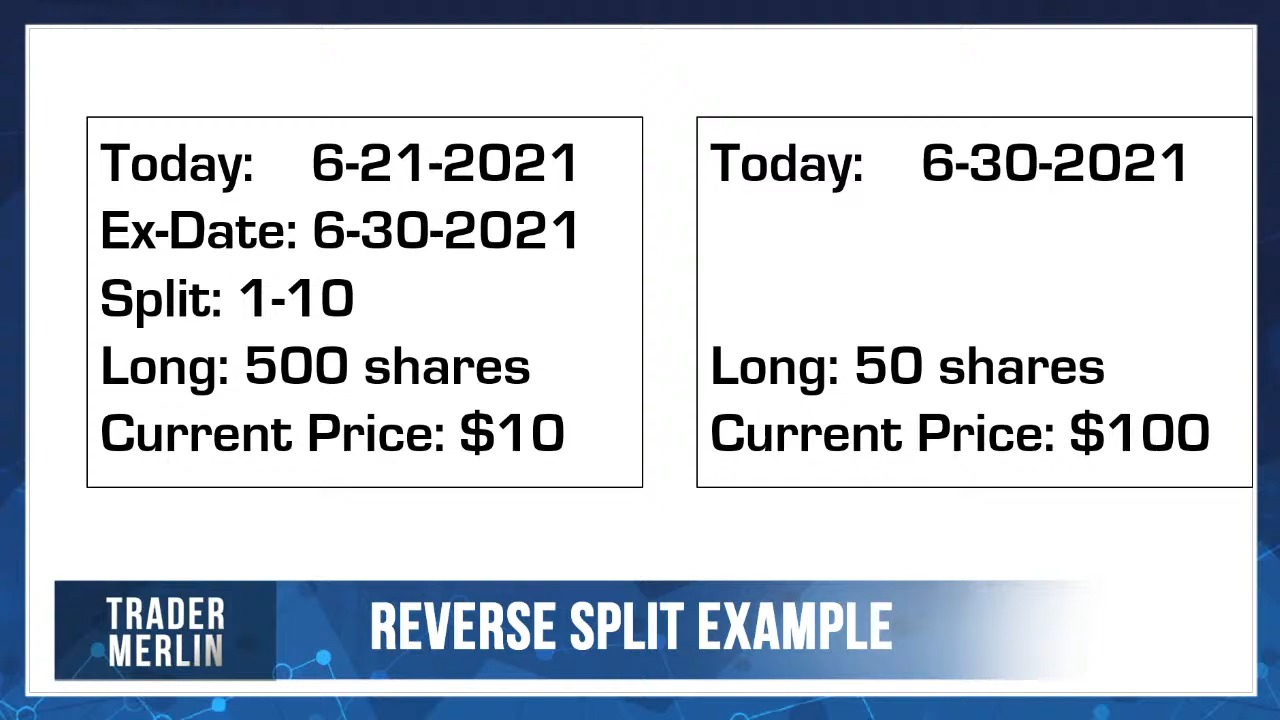 Today: 6-21-2021
Ex-Date: 6-30-2021
Split: 1-10
Long: 500 shares
Current Price: $10
Today: 6-30-2021
Long: 50 shares
Current Price: $100
TRADER
MERLIN
REVERSE SPLIT EXAMPLE